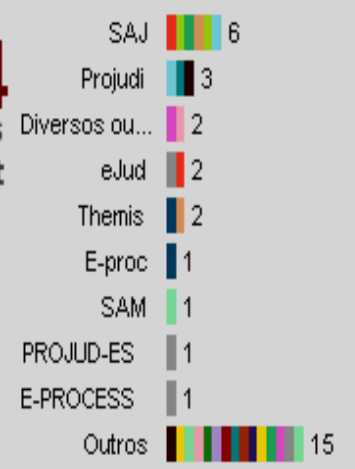 SAJ 6
Projudi 3
Diversos ou... 2
eJud 2
Themis 2
E-proc 1
SAM 1
PROJUD-ES 1
E-PROCESS 1
Outros 15